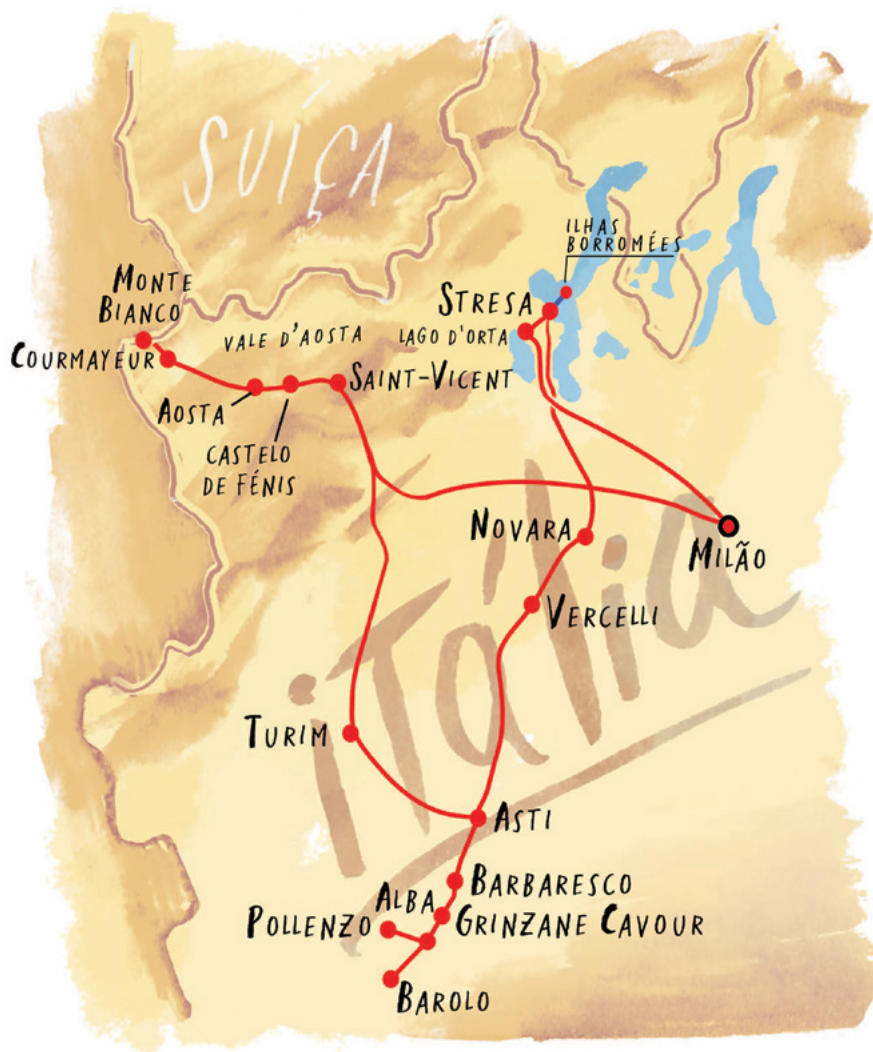 SUÍÇA
ILHAS
BORROMÉES
MONTE
BIANCO
STRESA
VALE D'AOSTA
LAGO D'ORTA
COURMAYEUR
SAINT-VICENT
AOSTA
CASTELO
DE FÉNIS
NOVARA
MILÃO
itália
VERCELLI
TURIM
ASTI
BARBARESCO
ALBA
POLLENZO
GRINZANE CAVOUR
BAROLO